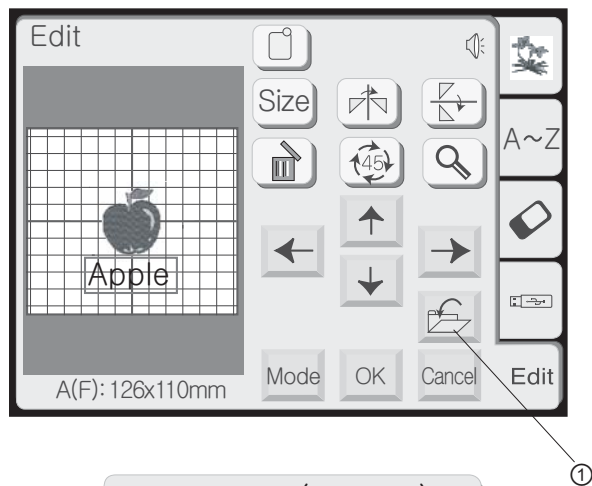 Edit
Size
A~Z
45
Apple
A(F): 126x110mm
Mode
OK
Cancel
Edit
①